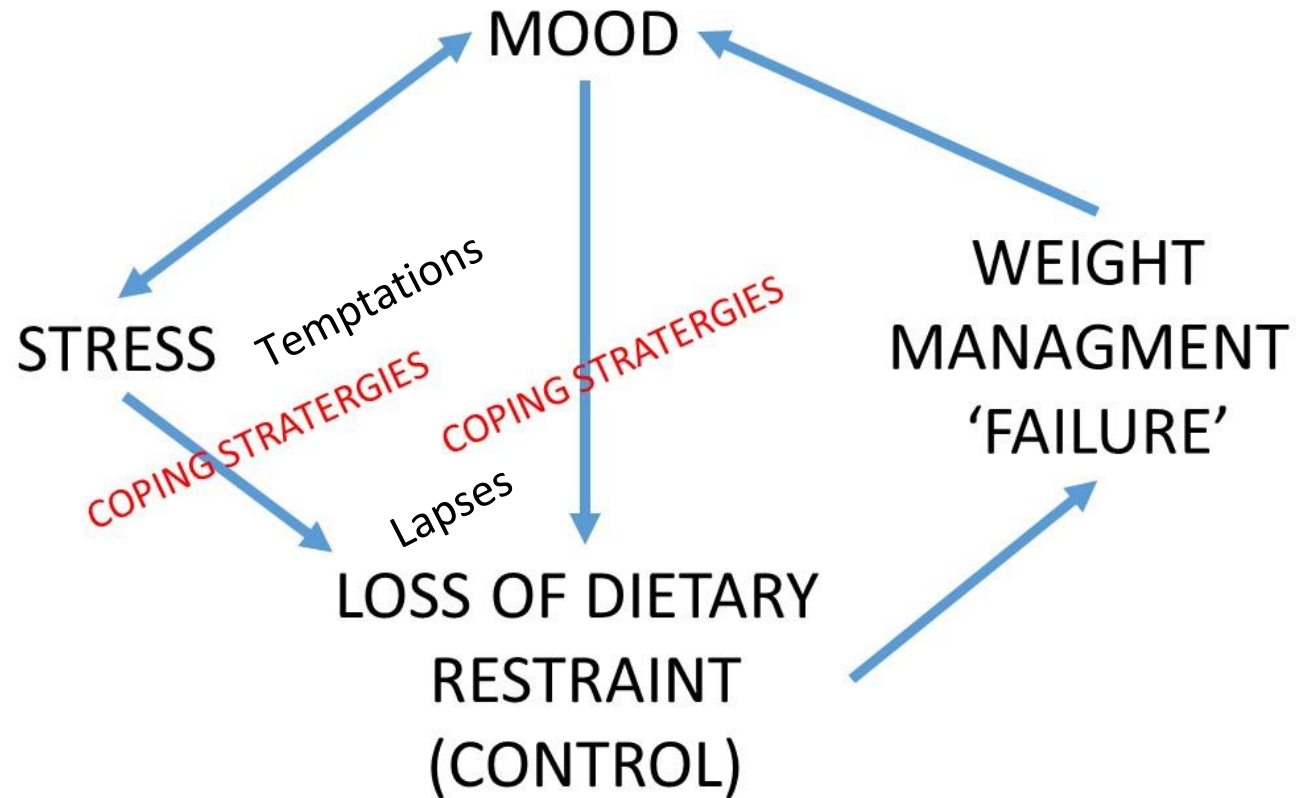 MOOD
STRESS
Temptations
COPING STRATERGIES
COPING STRATERGIES
Lapses
WEIGHT
MANAGMENT
‘FAILURE’
LOSS OF DIETARY
RESTRAINT
(CONTROL)